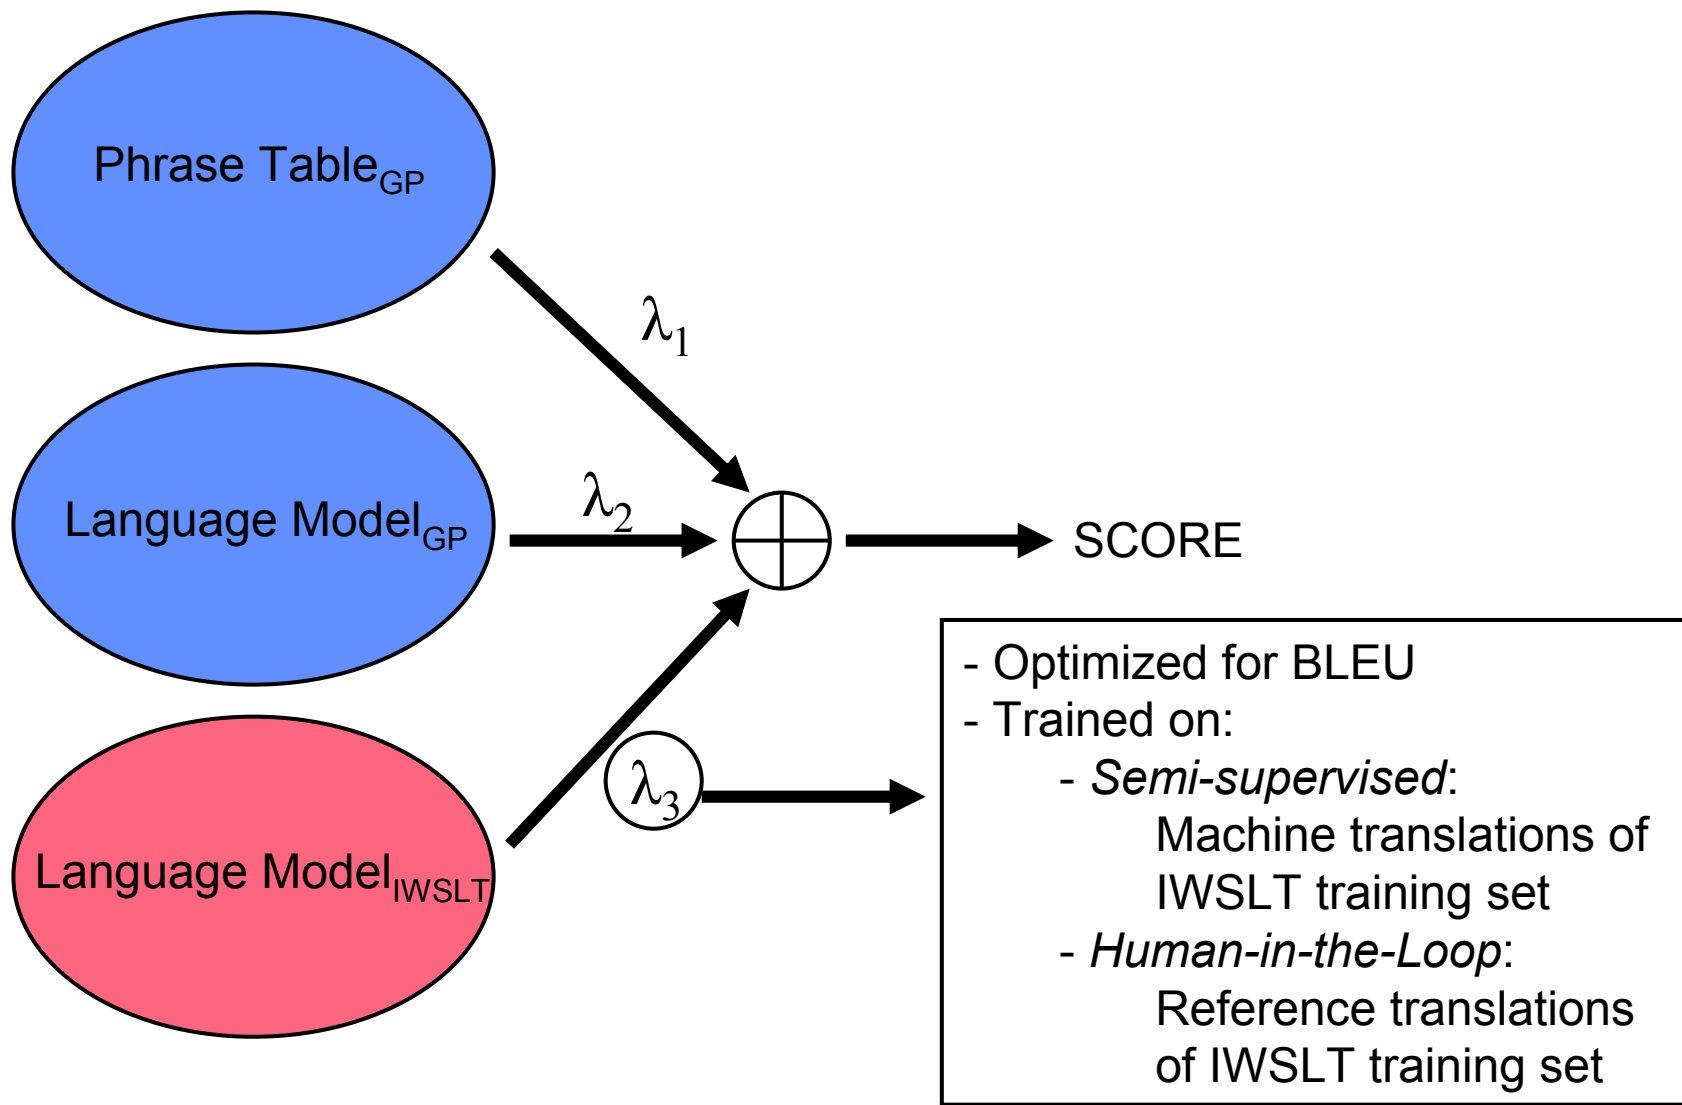 Phrase Table_GP
λ₁
Language Model_GP
λ₂
SCORE
Language Model_IWSLT
λ₃
- Optimized for BLEU
- Trained on:
- Semi-supervised:
Machine translations of
IWSLT training set
- Human-in-the-Loop:
Reference translations
of IWSLT training set